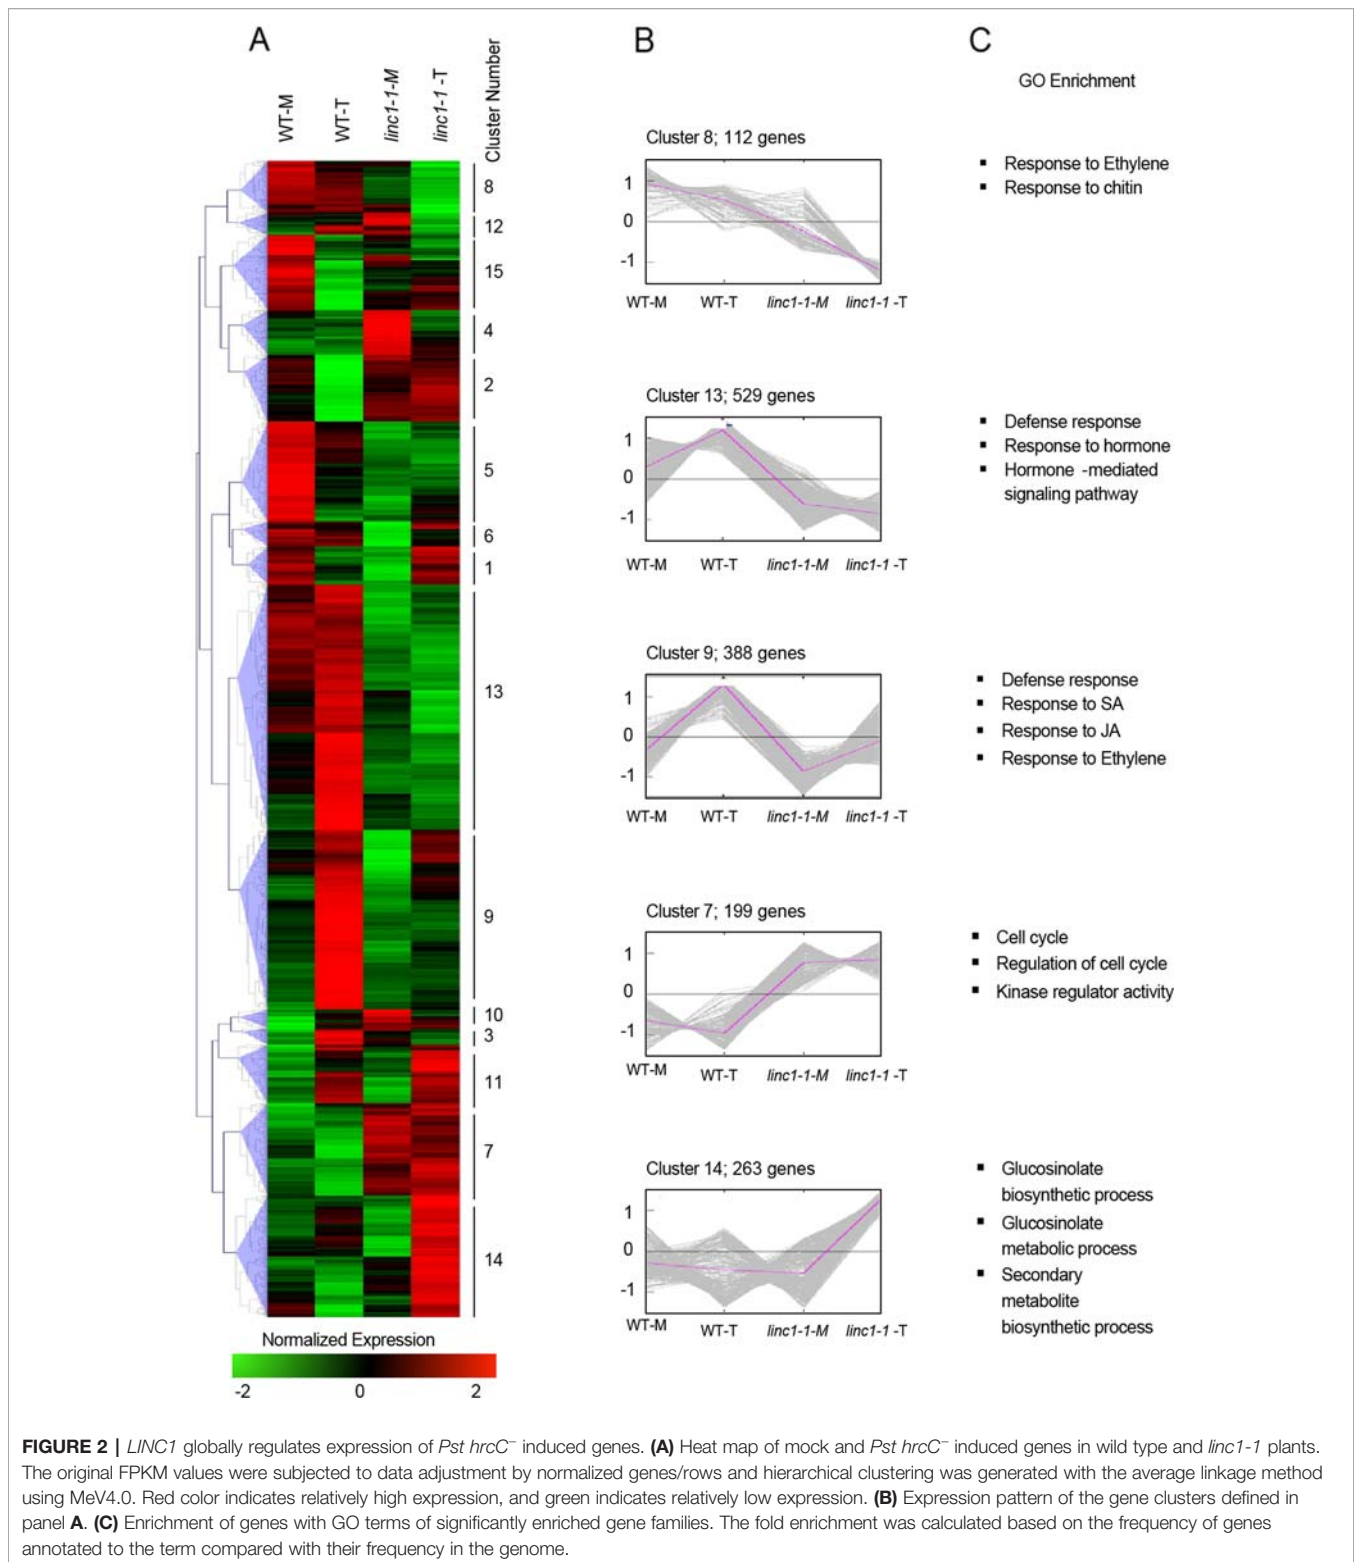 A
WT-M
WT-T
linc1-1-M
linc1-1 -T
Cluster Number
8
12
15
4
2
5
6
1
13
9
10
3
11
7
14
Normalized Expression
-2 0 2
B
Cluster 8; 112 genes
1
0
-1
WT-M WT-T linc1-1-M linc1-1 -T
Cluster 13; 529 genes
1
0
-1
WT-M WT-T linc1-1-M linc1-1 -T
Cluster 9; 388 genes
1
0
-1
WT-M WT-T linc1-1-M linc1-1 -T
Cluster 7; 199 genes
1
0
-1
WT-M WT-T linc1-1-M linc1-1 -T
Cluster 14; 263 genes
1
0
-1
WT-M WT-T linc1-1-M linc1-1 -T
C
GO Enrichment
▪ Response to Ethylene
▪ Response to chitin
▪ Defense response
▪ Response to hormone
▪ Hormone -mediated
signaling pathway
▪ Defense response
▪ Response to SA
▪ Response to JA
▪ Response to Ethylene
▪ Cell cycle
▪ Regulation of cell cycle
▪ Kinase regulator activity
▪ Glucosinolate
biosynthetic process
▪ Glucosinolate
metabolic process
▪ Secondary
metabolite
biosynthetic process
FIGURE 2 | LINC1 globally regulates expression of Pst hrcC⁻ induced genes. (A) Heat map of mock and Pst hrcC⁻ induced genes in wild type and linc1-1 plants.
The original FPKM values were subjected to data adjustment by normalized genes/rows and hierarchical clustering was generated with the average linkage method
using MeV4.0. Red color indicates relatively high expression, and green indicates relatively low expression. (B) Expression pattern of the gene clusters defined in
panel A. (C) Enrichment of genes with GO terms of significantly enriched gene families. The fold enrichment was calculated based on the frequency of genes
annotated to the term compared with their frequency in the genome.